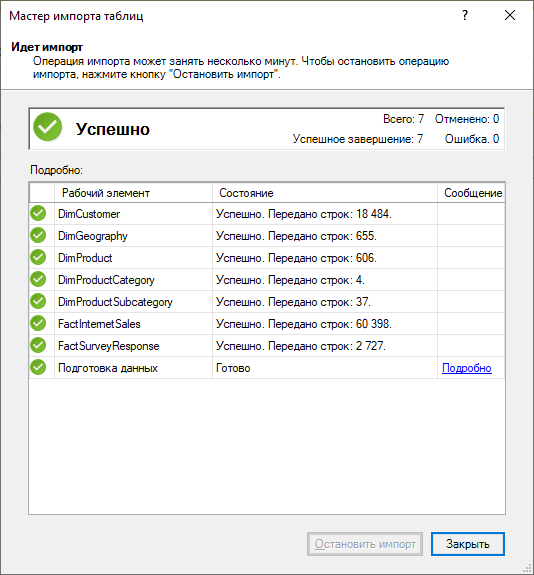 Мастер импорта таблиц
?
Идет импорт
Операция импорта может занять несколько минут. Чтобы остановить операцию
импорта, нажмите кнопку "Остановить импорт".
Успешно
Всего: 7 Отменено: 0
Успешное завершение: 7 Ошибка. 0
Подробно:
Рабочий элемент Состояние Сообщение
DimCustomer Успешно. Передано строк: 18 484.
DimGeography Успешно. Передано строк: 655.
DimProduct Успешно. Передано строк: 606.
DimProductCategory Успешно. Передано строк: 4.
DimProductSubcategory Успешно. Передано строк: 37.
FactInternetSales Успешно. Передано строк: 60 398.
FactSurveyResponse Успешно. Передано строк: 2 727.
Подготовка данных Готово Подробно
Остановить импорт Закрыть